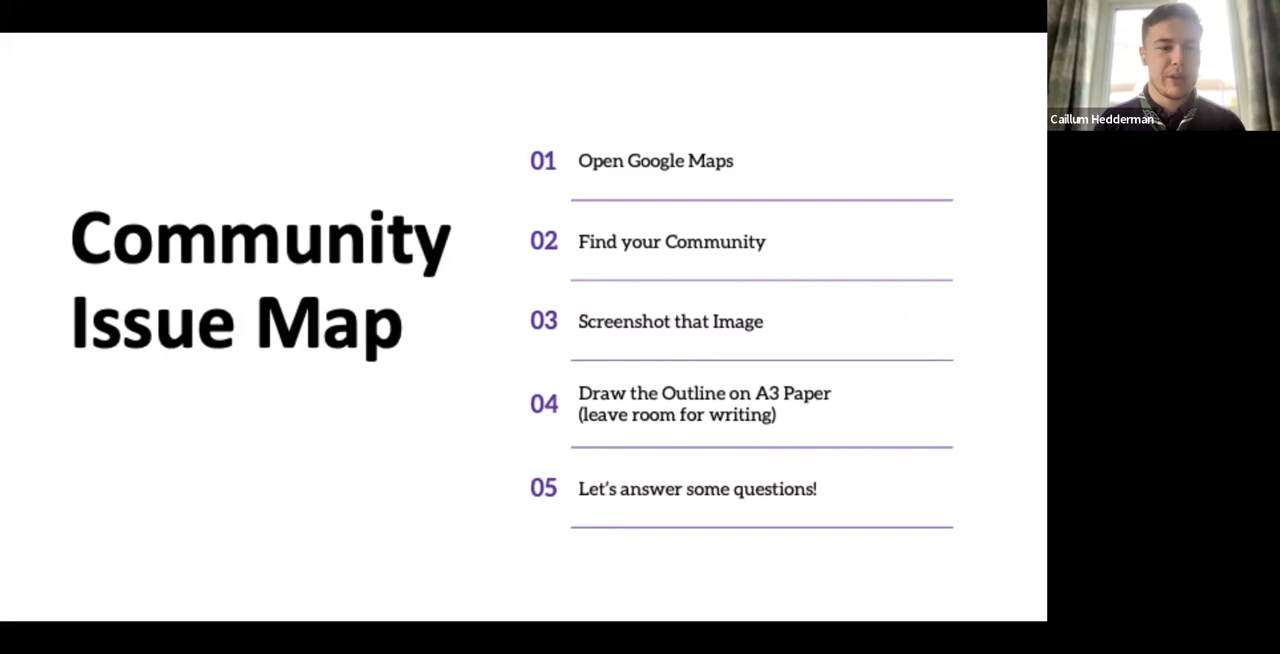 Community
Issue Map
01 Open Google Maps
02 Find your Community
03 Screenshot that Image
04 Draw the Outline on A3 Paper
(leave room for writing)
05 Let's answer some questions!
Caillum Hedderman